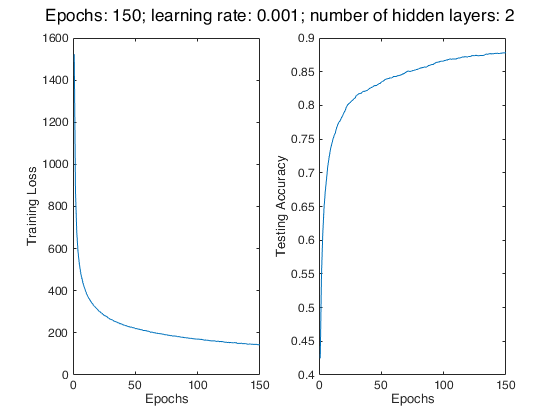 Epochs: 150; learning rate: 0.001; number of hidden layers: 2
Training Loss
1600
1400
1200
1000
800
600
400
200
0
0 50 100 150
Epochs
Testing Accuracy
0.9
0.85
0.8
0.75
0.7
0.65
0.6
0.55
0.5
0.45
0.4
0 50 100 150
Epochs